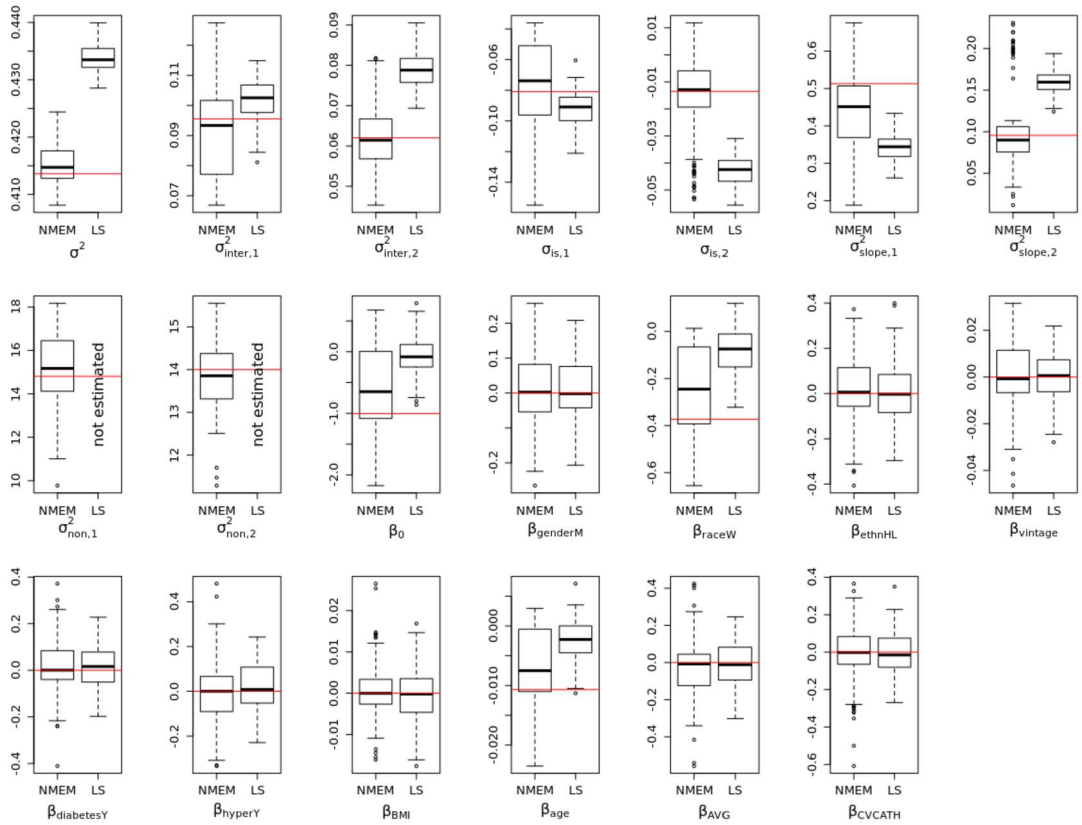 0.410 0.420 0.430 0.440
NMEM LS
σ²
0.07 0.09 0.11
NMEM LS
σ²inter,1
0.05 0.06 0.07 0.08 0.09
NMEM LS
σ²inter,2
-0.14 -0.10 -0.06
NMEM LS
σis,1
-0.05 -0.03 -0.01 0.01
NMEM LS
σis,2
0.2 0.3 0.4 0.5 0.6
NMEM LS
σ²slope,1
0.05 0.10 0.15 0.20
NMEM LS
σ²slope,2
10 12 14 16 18
not estimated
NMEM LS
σ²non,1
12 13 14 15
not estimated
NMEM LS
σ²non,2
-2.0 -1.0 0.0
NMEM LS
β0
-0.2 0.0 0.1 0.2
NMEM LS
βgenderM
-0.6 -0.4 -0.2 0.0
NMEM LS
βraceW
-0.4 -0.2 0.0 0.2 0.4
NMEM LS
βethnHL
-0.04 -0.02 0.00 0.02
NMEM LS
βvintage
-0.4 -0.2 0.0 0.2 0.4
NMEM LS
βdiabetesY
-0.2 0.0 0.2 0.4
NMEM LS
βhyperY
-0.01 0.00 0.01 0.02
NMEM LS
βBMI
-0.020 -0.010 0.000
NMEM LS
βage
-0.4 -0.2 0.0 0.2 0.4
NMEM LS
βAVG
-0.6 -0.4 -0.2 0.0 0.2 0.4
NMEM LS
βCVCATH